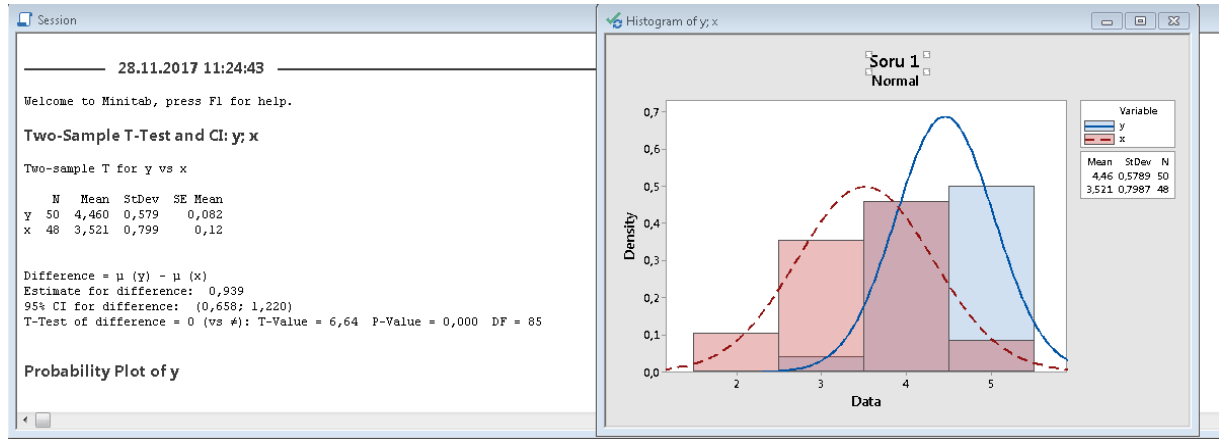 Session
28.11.2017 11:24:43
Welcome to Minitab, press F1 for help.
Two-Sample T-Test and CI: y; x
Two-sample T for y vs x
N Mean StDev SE Mean
y 50 4,460 0,579 0,082
x 48 3,521 0,799 0,12
Difference = μ (y) - μ (x)
Estimate for difference: 0,939
95% CI for difference: (0,658; 1,220)
T-Test of difference = 0 (vs ≠): T-Value = 6,64 P-Value = 0,000 DF = 85
Probability Plot of y
Histogram of y; x
Soru 1
Normal
0,7
0,6
0,5
0,4
0,3
0,2
0,1
0,0
Density
2 3 4 5
Data
Variable
y
x
Mean StDev N
4,46 0,5789 50
3,521 0,7987 48